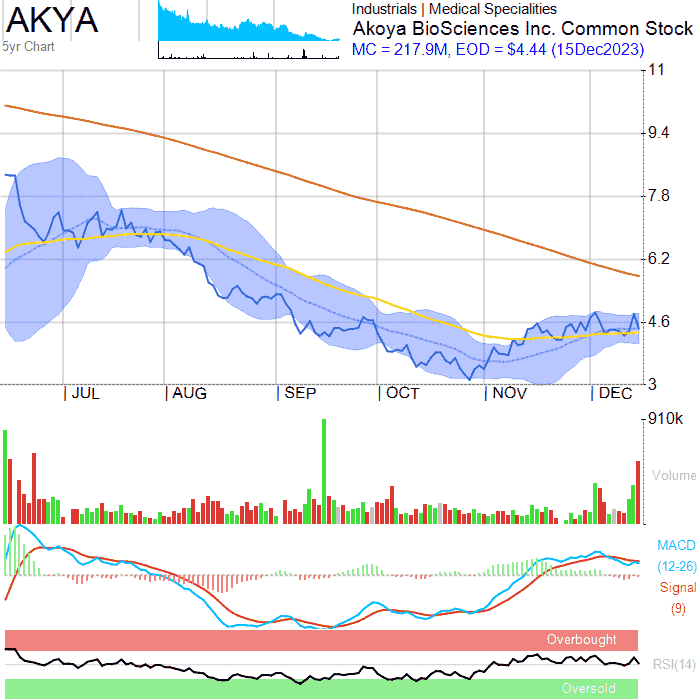 AKYA
5yr Chart
Industrials | Medical Specialities
Akoya BioSciences Inc. Common Stock
MC = 217.9M, EOD = $4.44 (15Dec2023)
11
9.4
7.8
6.2
4.6
3
| JUL | AUG | SEP | OCT | NOV | DEC
910k
Volume
MACD
(12-26)
Signal
(9)
Overbought
RSI(14)
Oversold